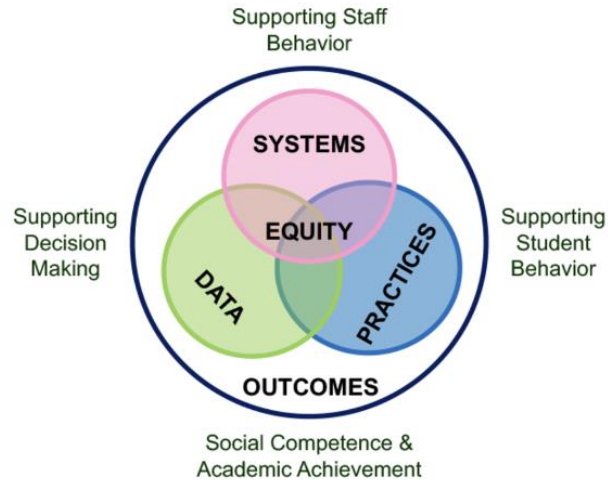 Supporting Staff
Behavior
SYSTEMS
Supporting
Decision
Making
EQUITY
Supporting
Student
Behavior
DATA
PRACTICES
OUTCOMES
Social Competence &
Academic Achievement